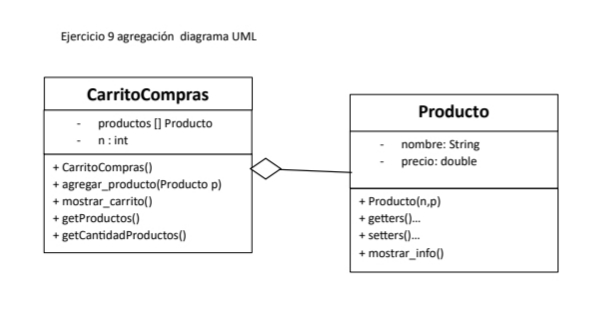 Ejercicio 9 agregación diagrama UML
CarritoCompras
- productos [] Producto
- n : int
+ CarritoCompras()
+ agregar_producto(Producto p)
+ mostrar_carrito()
+ getProductos()
+ getCantidadProductos()
Producto
- nombre: String
- precio: double
+ Producto(n,p)
+ getters()...
+ setters()...
+ mostrar_info()